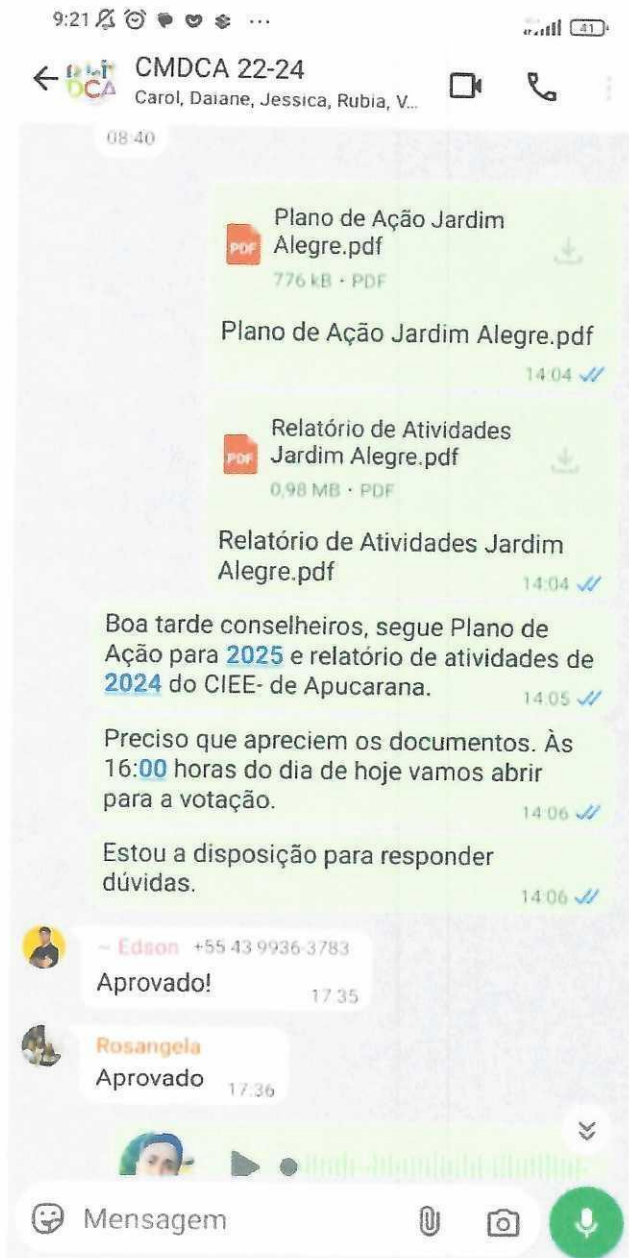 9:21 ...
41
CMDCA 22-24
Carol, Daiane, Jessica, Rubia, V...
DCA
08:40
PDF
Plano de Ação Jardim
Alegre.pdf
776 kB • PDF
Plano de Ação Jardim Alegre.pdf
14:04
PDF
Relatório de Atividades
Jardim Alegre.pdf
0,98 MB • PDF
Relatório de Atividades Jardim
Alegre.pdf
14:04
Boa tarde conselheiros, segue Plano de
Ação para 2025 e relatório de atividades de
2024 do CIEE- de Apucarana.
14:05
Preciso que apreciem os documentos. Às
16:00 horas do dia de hoje vamos abrir
para a votação.
14:06
Estou a disposição para responder
dúvidas.
14:06
~ Edson +55 43 9936-3783
Aprovado!
17:35
Rosangela
Aprovado
17:36
Mensagem